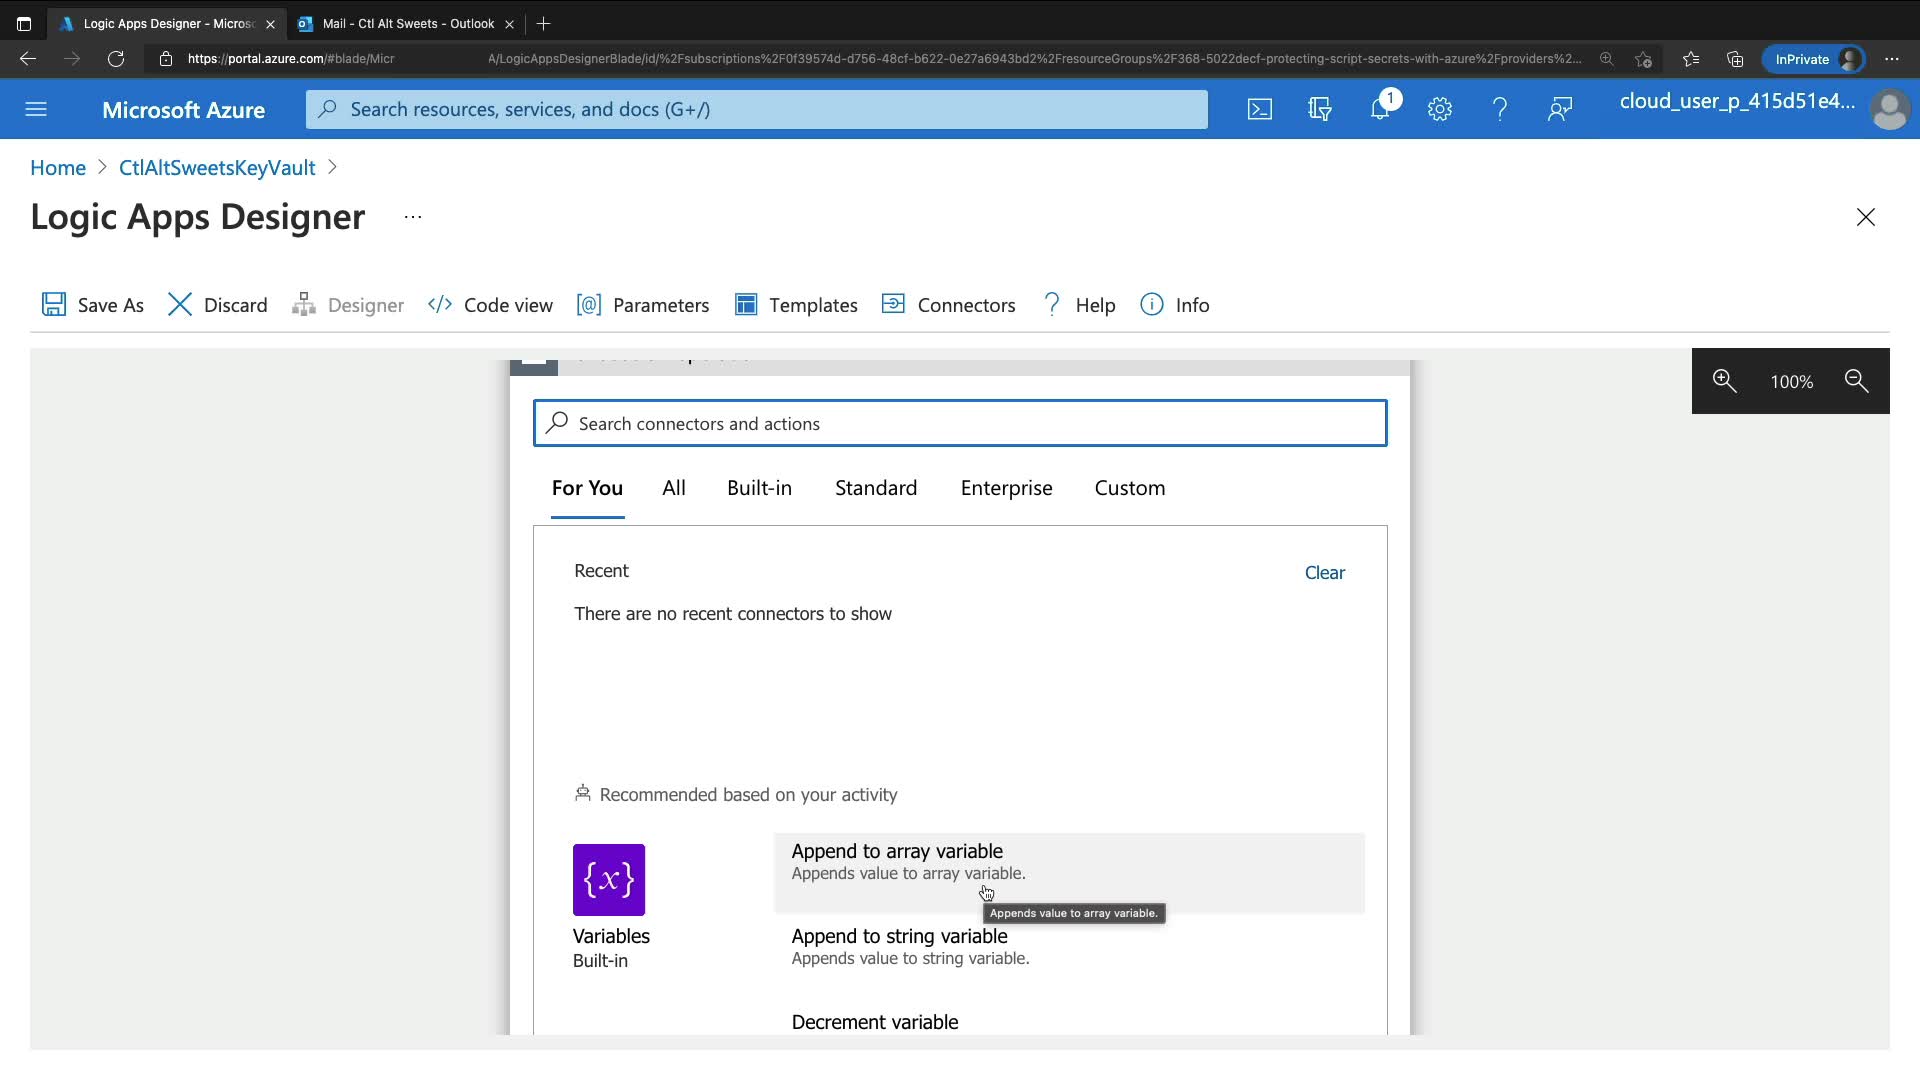 Logic Apps Designer - Micros
Mail - Ctl Alt Sweets - Outlook
https://portal.azure.com/#blade/Micr
A/LogicAppsDesignerBlade/id/%2Fsubscriptions%2F0f39574d-d756-48cf-b622-0e27a6943bd2%2FresourceGroups%2F368-5022decf-protecting-script-secrets-with-azure%2Fproviders%2...
InPrivate
Microsoft Azure
Search resources, services, and docs (G+/)
1
cloud_user_p_415d51e4...
Home > CtlAltSweetsKeyVault >
Logic Apps Designer ...
Save As
Discard
Designer
Code view
Parameters
Templates
Connectors
Help
Info
100%
Search connectors and actions
For You
All
Built-in
Standard
Enterprise
Custom
Recent
Clear
There are no recent connectors to show
Recommended based on your activity
{x}
Variables
Built-in
Append to array variable
Appends value to array variable.
Appends value to array variable.
Append to string variable
Appends value to string variable.
Decrement variable